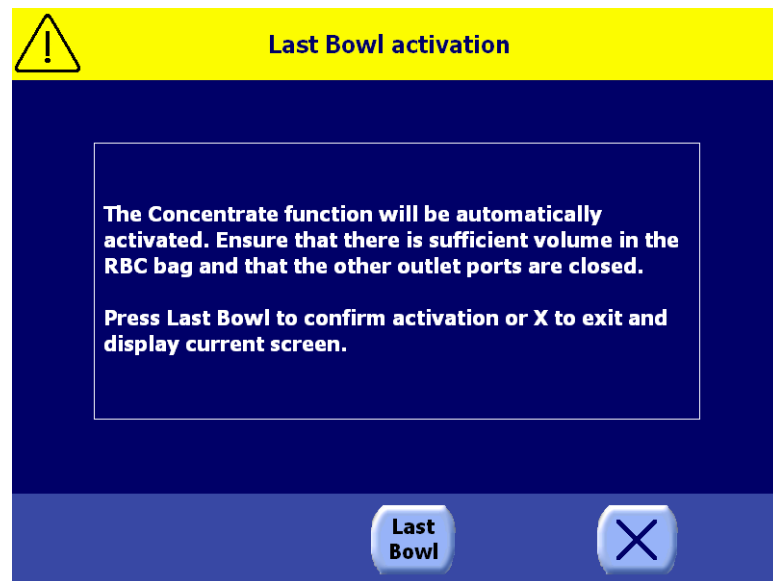 Last Bowl activation
The Concentrate function will be automatically
activated. Ensure that there is sufficient volume in the
RBC bag and that the other outlet ports are closed.
Press Last Bowl to confirm activation or X to exit and
display current screen.
Last
Bowl